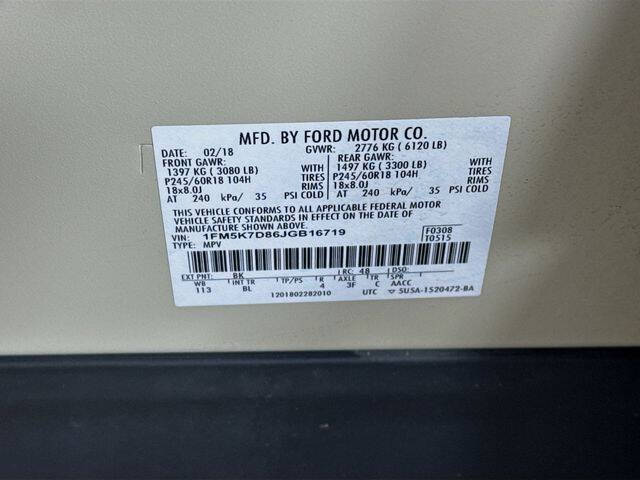 MFD. BY FORD MOTOR CO.
DATE: 02/18 GVWR: 2776 KG ( 6120 LB)
FRONT GAWR: REAR GAWR:
1397 KG ( 3080 LB) WITH 1497 KG ( 3300 LB) WITH
P245/60R18 104H TIRES P245/60R18 104H TIRES
18x8.0J RIMS 18x8.0J RIMS
AT 240 kPa/ 35 PSI COLD AT 240 kPa/ 35 PSI COLD
THIS VEHICLE CONFORMS TO ALL APPLICABLE FEDERAL MOTOR
VEHICLE SAFETY STANDARDS IN EFFECT ON THE DATE OF
MANUFACTURE SHOWN ABOVE.
VIN: 1FM5K7D86JGB16719 F0308
TYPE: MPV T0515
EXT PNT: BK RC: 48 DSO:
WB INT TR TP/PS R AXLE TR SPR
113 BL 4 3F C AACC
1201802282010 UTC 5U5A-1520472-BA